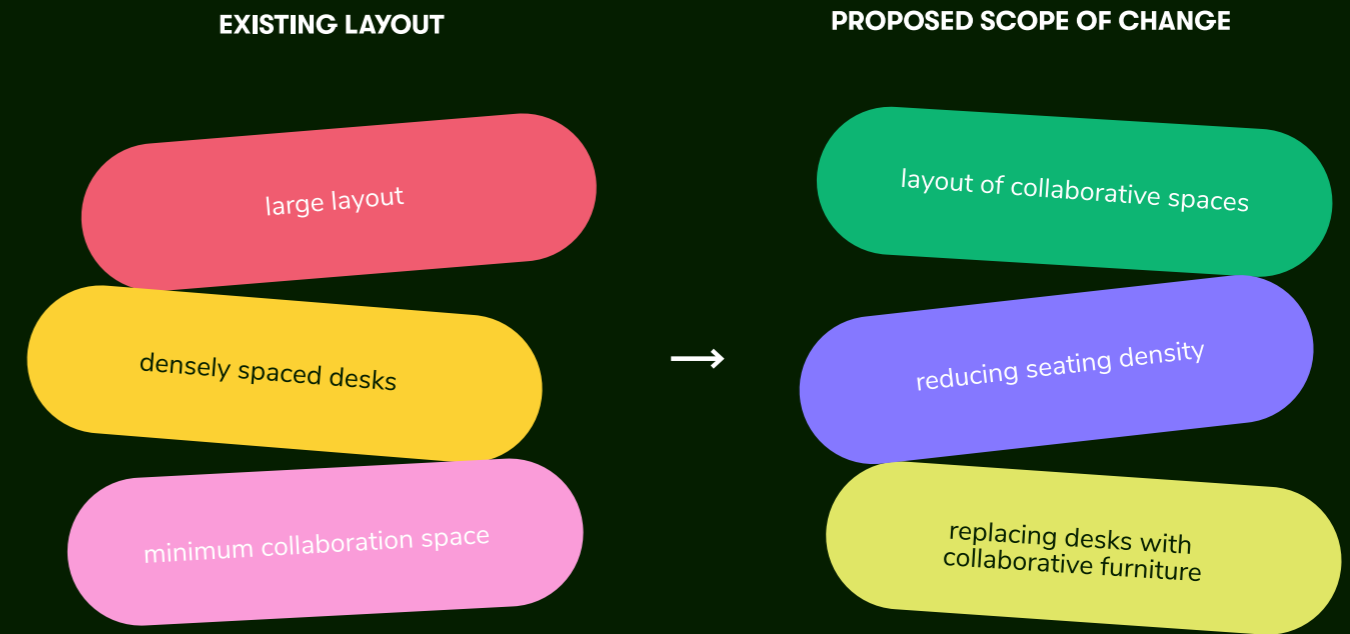 EXISTING LAYOUT
large layout
densely spaced desks
minimum collaboration space
→
PROPOSED SCOPE OF CHANGE
layout of collaborative spaces
reducing seating density
replacing desks with
collaborative furniture